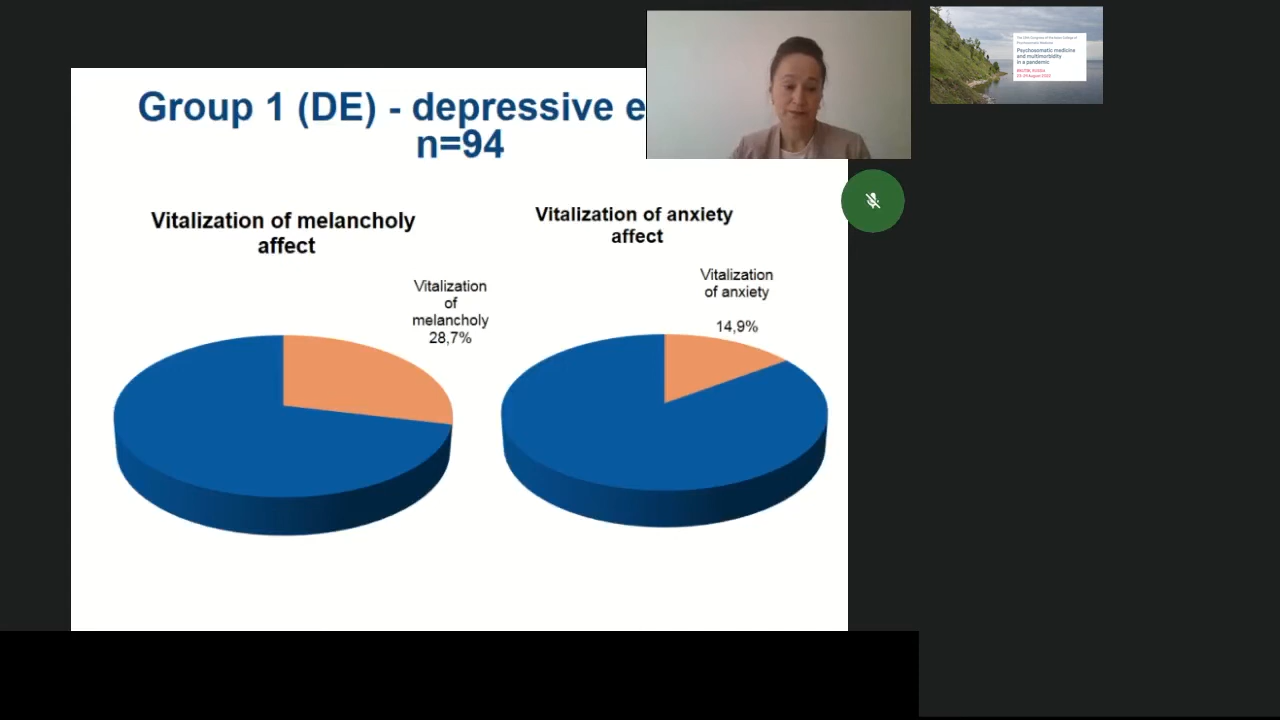 Group 1 (DE) - depressive e
n=94
Vitalization of melancholy
affect
Vitalization of anxiety
affect
Vitalization
of
melancholy
28,7%
Vitalization
of anxiety
14,9%
Psychosomatic medicine
and multimorbidity
in a pandemic